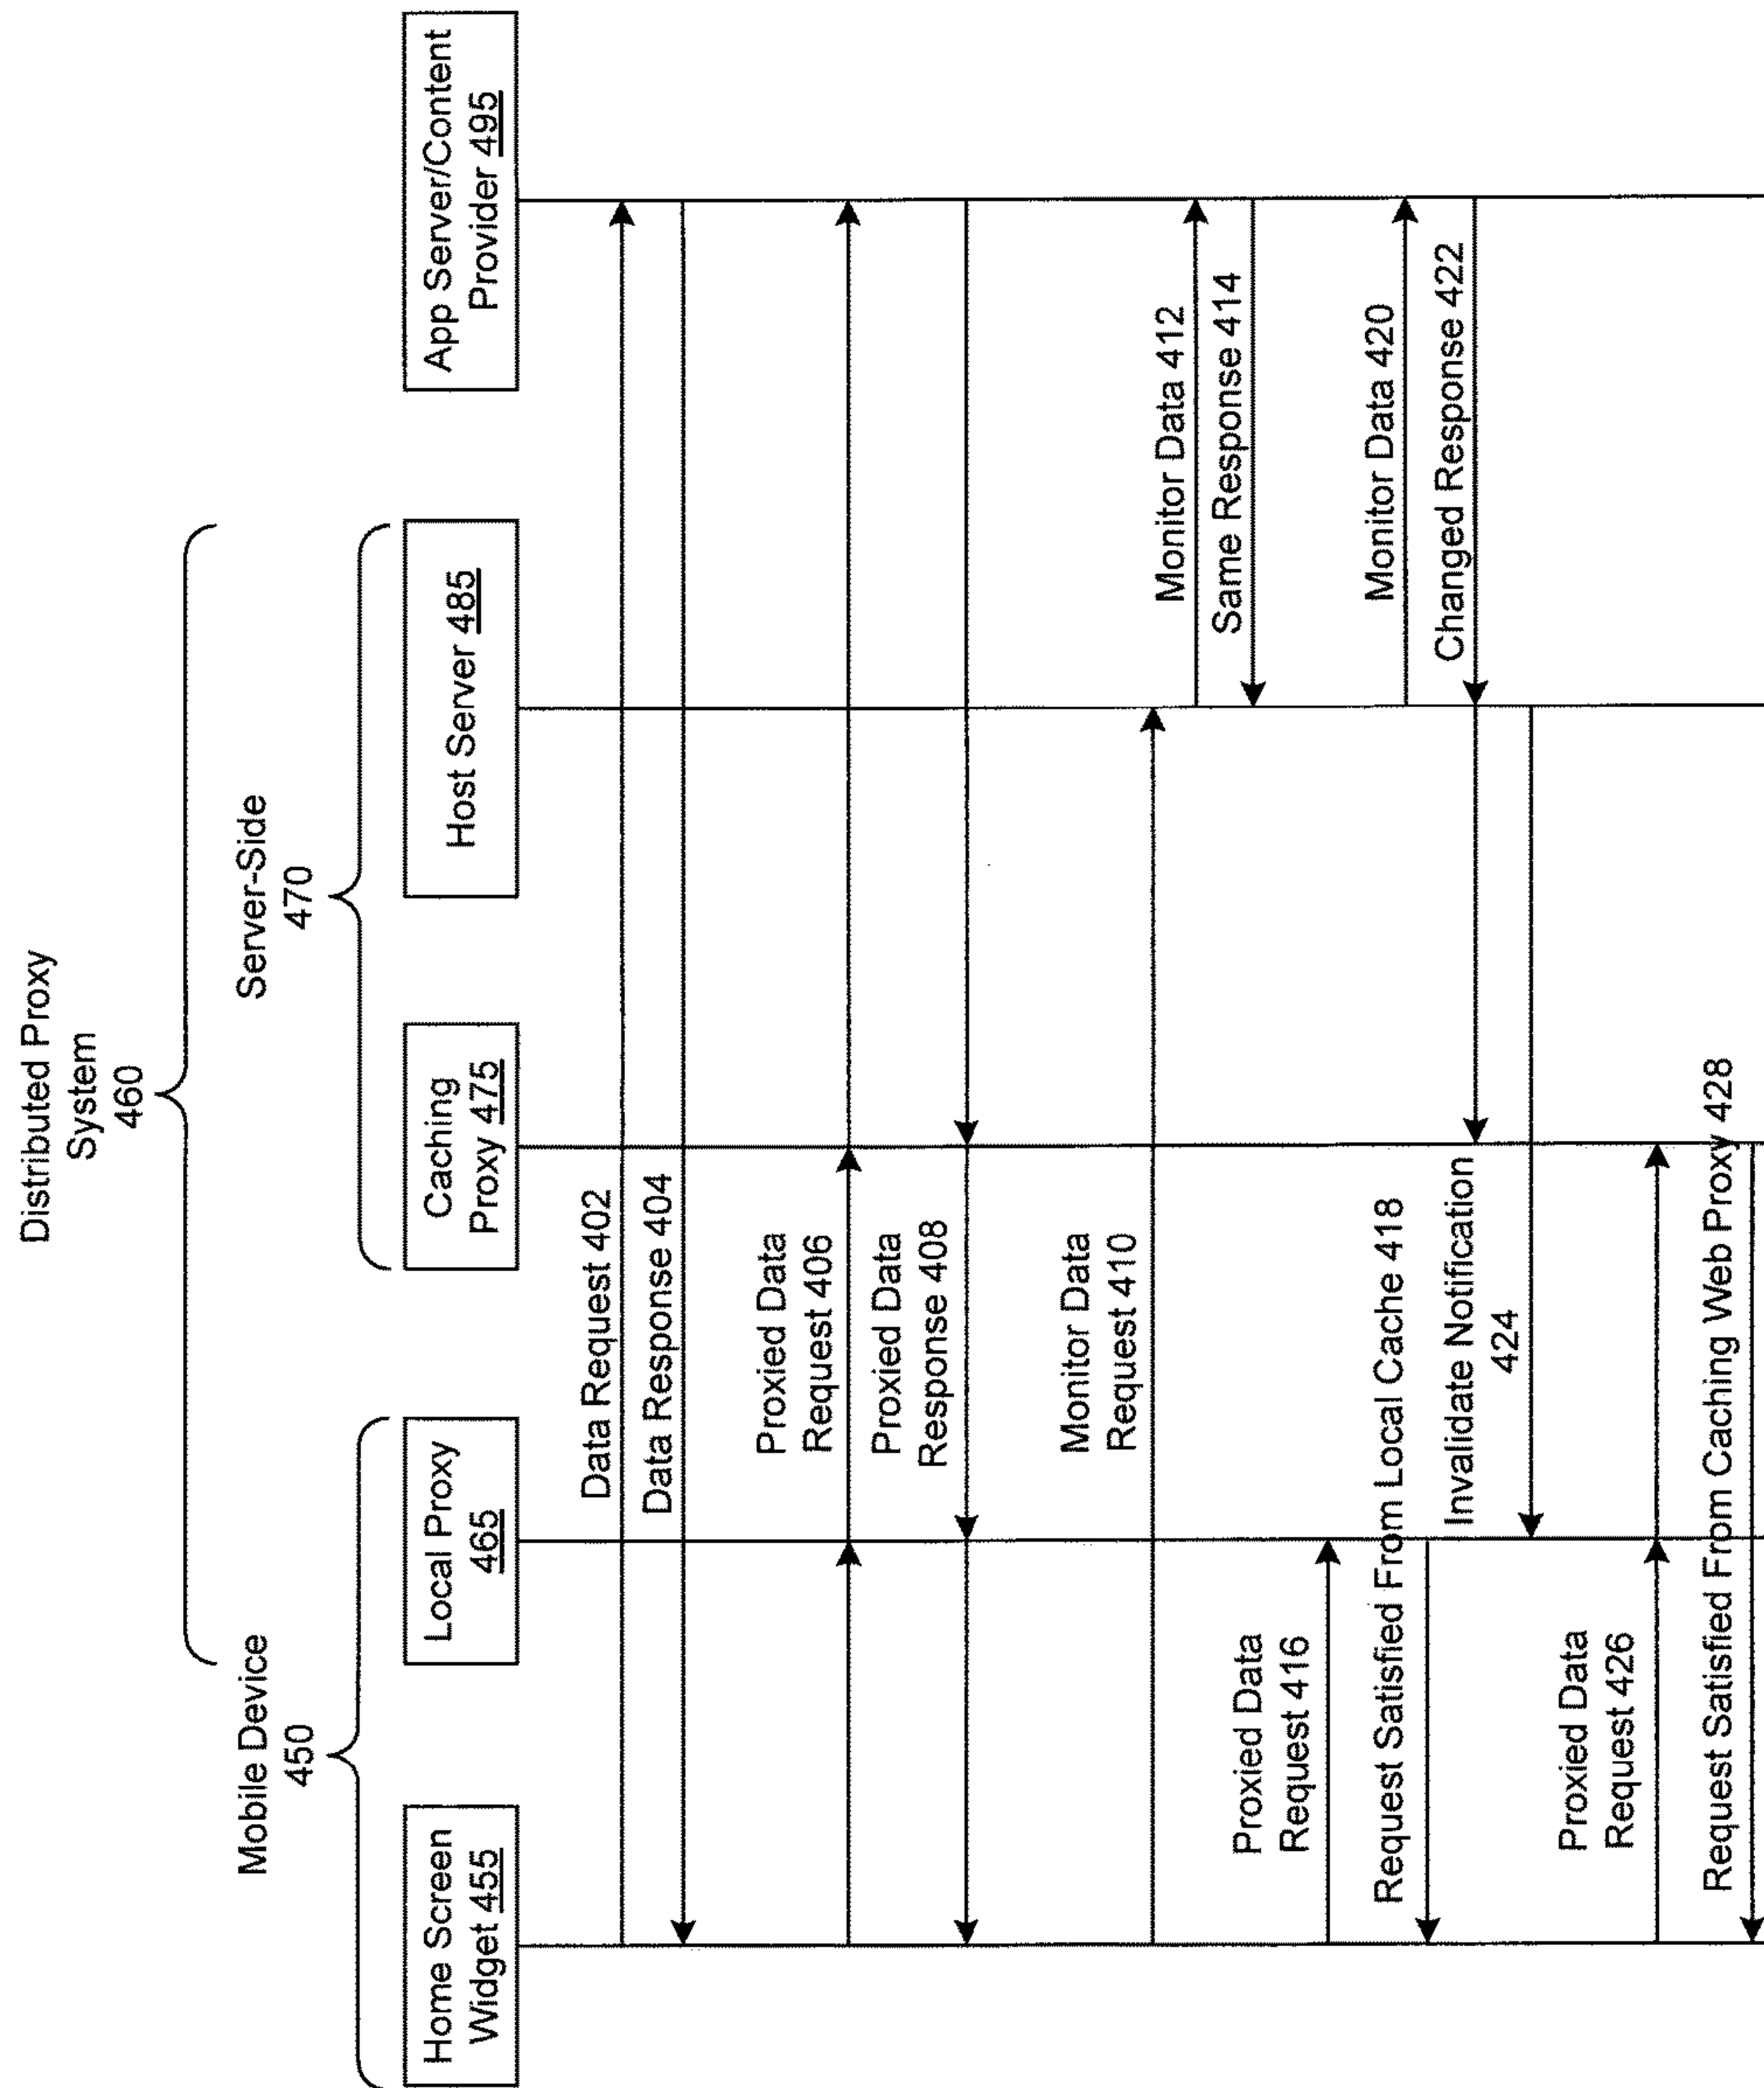 Distributed Proxy
System
460
Mobile Device
450
Server-Side
470
Home Screen
Widget 455
Local Proxy
465
Caching
Proxy 475
Host Server 485
App Server/Content
Provider 495
Data Request 402
Data Response 404
Proxied Data
Request 406
Proxied Data
Response 408
Monitor Data
Request 410
Monitor Data 412
Same Response 414
Proxied Data
Request 416
Request Satisfied From Local Cache 418
Monitor Data 420
Changed Response 422
Invalidate Notification
424
Proxied Data
Request 426
Request Satisfied From Caching Web Proxy 428